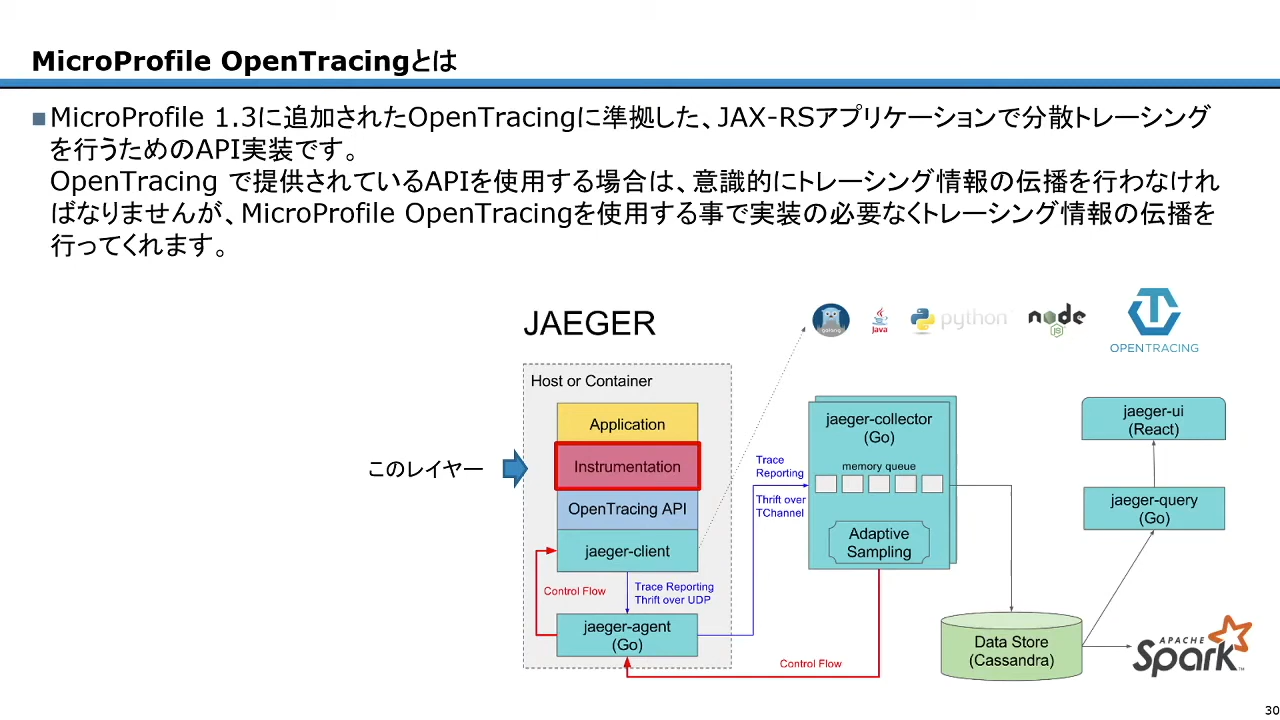 MicroProfile OpenTracingとは
■MicroProfile 1.3に追加されたOpenTracingに準拠した、JAX-RSアプリケーションで分散トレーシング
を行うためのAPI実装です。
OpenTracing で提供されているAPIを使用する場合は、意識的にトレーシング情報の伝播を行わなけれ
ばなりませんが、MicroProfile OpenTracingを使用する事で実装の必要なくトレーシング情報の伝播を
行ってくれます。
JAEGER
golang
Java
python
node
JS
OPENTRACING
Host or Container
Application
このレイヤー
Instrumentation
OpenTracing API
jaeger-client
Control Flow
Trace Reporting
Thrift over UDP
jaeger-agent
(Go)
Trace
Reporting
Thrift over
TChannel
jaeger-collector
(Go)
memory queue
Adaptive
Sampling
Control Flow
jaeger-ui
(React)
jaeger-query
(Go)
Data Store
(Cassandra)
APACHE
Spark
TM
30